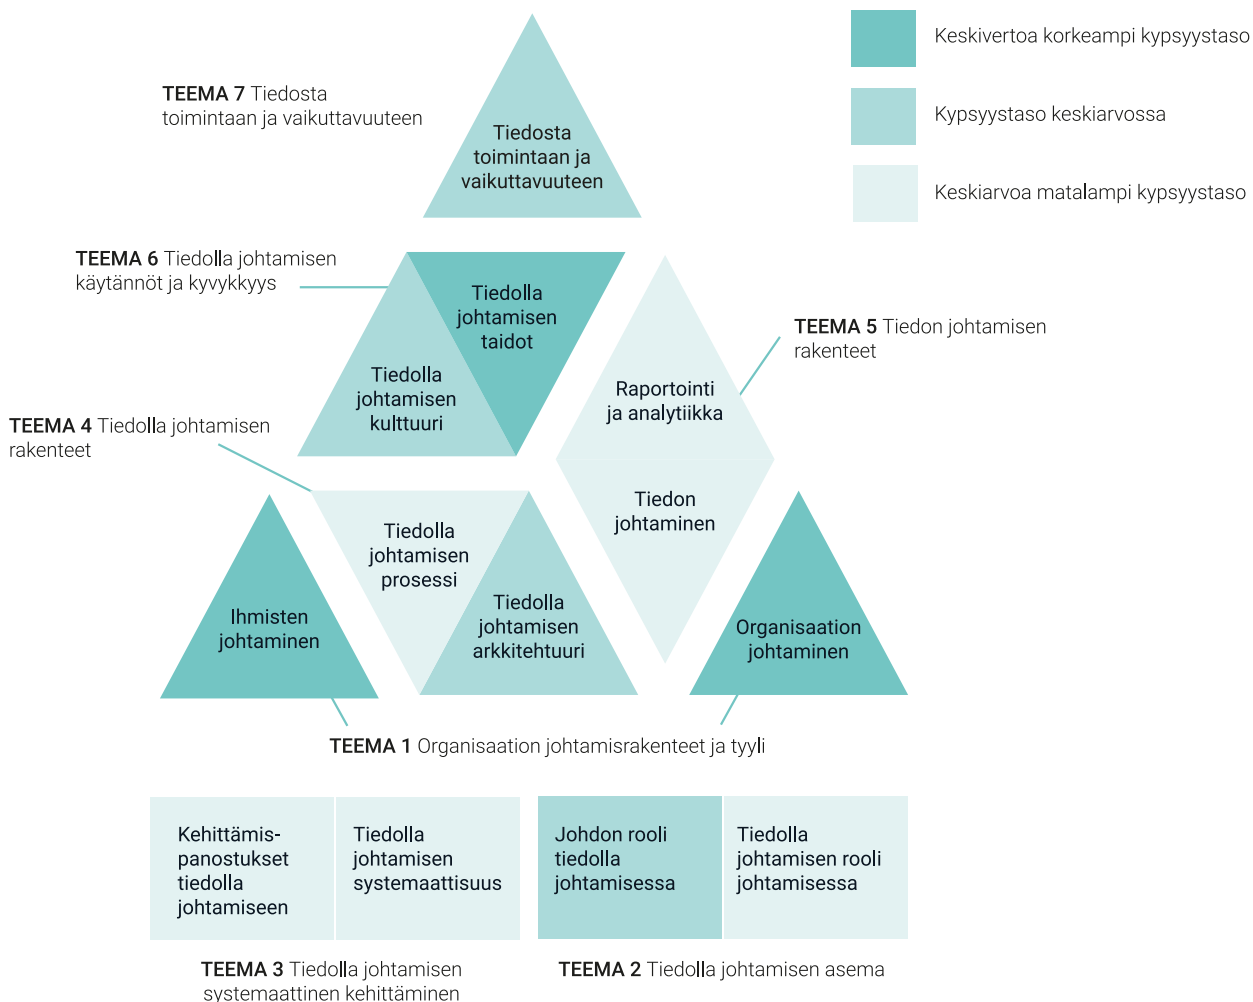 Keskivertoa korkeampi kypsyystaso
Kypsyystaso keskiarvossa
Keskiarvoa matalampi kypsyystaso
TEEMA 7 Tiedosta
toimintaan ja vaikuttavuuteen
Tiedosta
toimintaan ja
vaikuttavuuteen
TEEMA 6 Tiedolla johtamisen
käytännöt ja kyvykkyys
Tiedolla
johtamisen
taidot
Tiedolla
johtamisen
kulttuuri
TEEMA 5 Tiedon johtamisen
rakenteet
Raportointi
ja analytiikka
Tiedon
johtaminen
TEEMA 4 Tiedolla johtamisen
rakenteet
Tiedolla
johtamisen
prosessi
Tiedolla
johtamisen
arkkitehtuuri
Ihmisten
johtaminen
Organisaation
johtaminen
TEEMA 1 Organisaation johtamisrakenteet ja tyyli
Kehittämis-
panostukset
tiedolla
johtamiseen
Tiedolla
johtamisen
systemaattisuus
Johdon rooli
tiedolla
johtamisessa
Tiedolla
johtamisen rooli
johtamisessa
TEEMA 3 Tiedolla johtamisen
systemaattinen kehittäminen
TEEMA 2 Tiedolla johtamisen asema